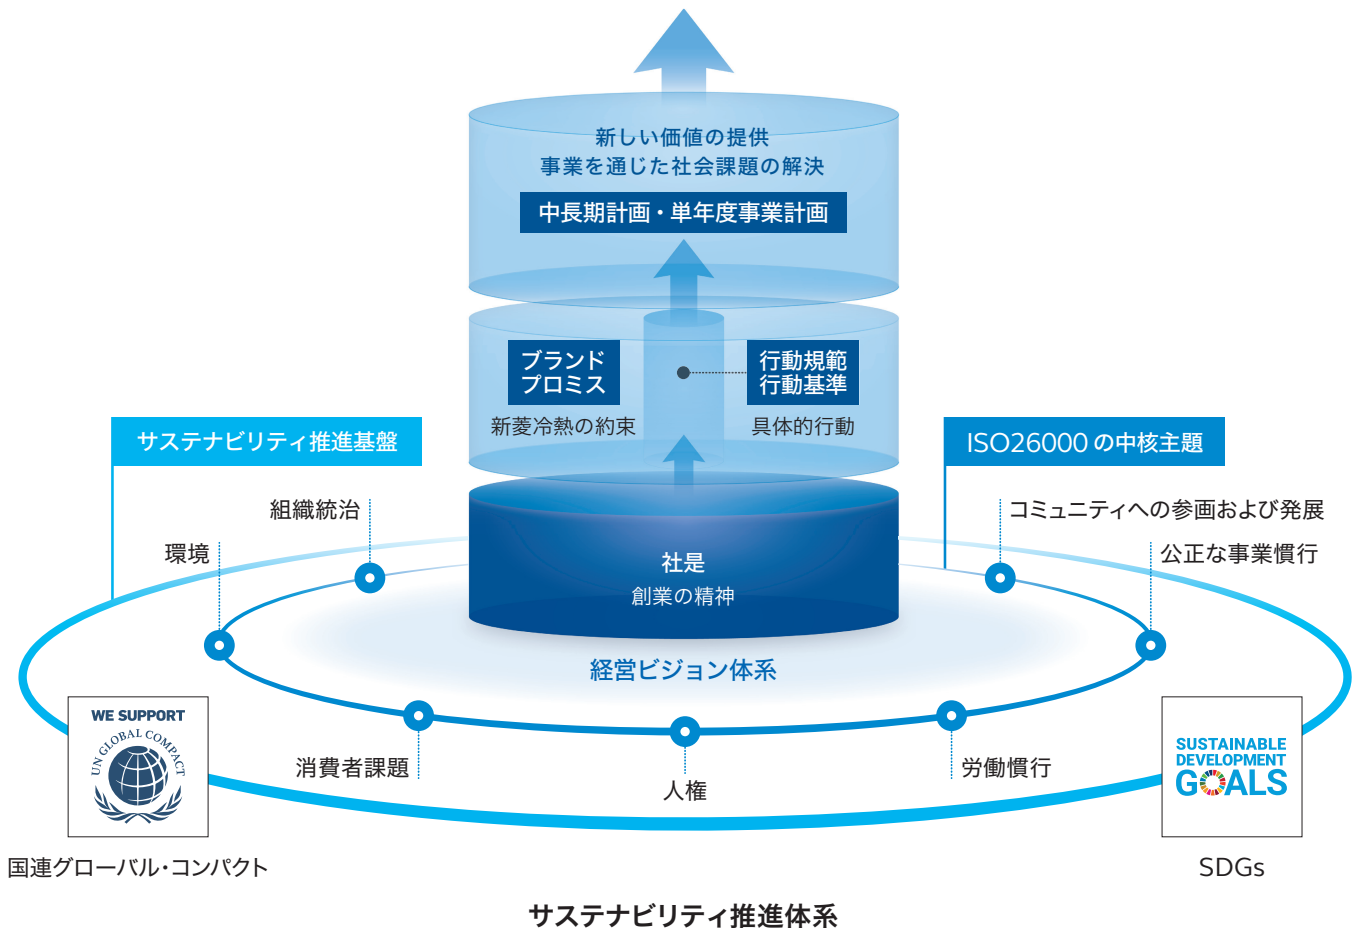 新しい価値の提供
事業を通じた社会課題の解決
中長期計画・単年度事業計画
ブランド
プロミス
新菱冷熱の約束
行動規範
行動基準
具体的行動
サステナビリティ推進基盤
ISO26000の中核主題
組織統治
環境
コミュニティへの参画および発展
公正な事業慣行
社是
創業の精神
経営ビジョン体系
消費者課題
人権
労働慣行
WE SUPPORT
UN GLOBAL COMPACT
国連グローバル・コンパクト
SUSTAINABLE
DEVELOPMENT
GOALS
SDGs
サステナビリティ推進体系